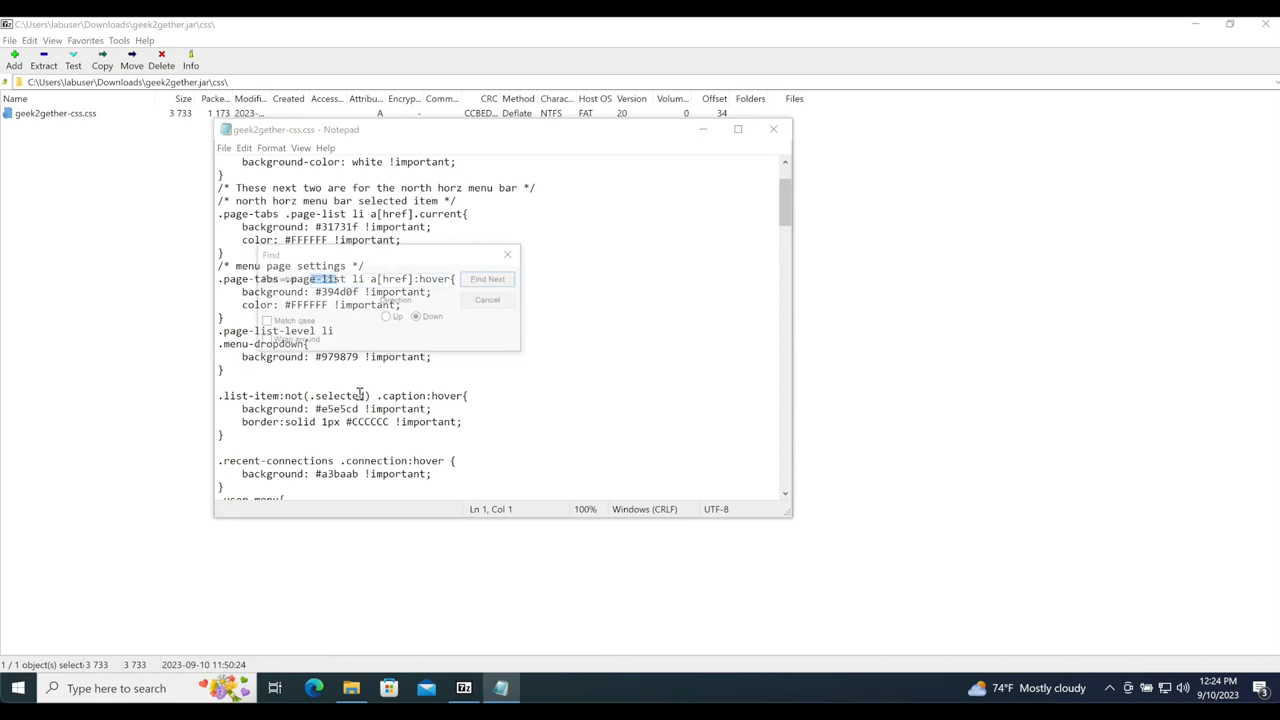 C:\Users\labuser\Downloads\geek2gether.jar\css\
File Edit View Favorites Tools Help
Add Extract Test Copy Move Delete Info
C:\Users\labuser\Downloads\geek2gether.jar\css\
Name Size Packe... Modifi... Created Access... Attribu... Encryp... Comm... CRC Method Charac... Host OS Version Volum... Offset Folders Files
geek2gether-css.css 3 733 1 173 2023-... A - CCBED... Deflate NTFS FAT 20 0 34
geek2gether-css.css - Notepad
File Edit Format View Help
background-color: white !important;
}
/* These next two are for the north horz menu bar */
/* north horz menu bar selected item */
.page-tabs .page-list li a[href].current{
background: #31731f !important;
color: #FFFFFF !important;
}
Find
/* menu page settings */
.page-tabs .page-list li a[href]:hover{
Find Next
background: #394d0f !important;
Direction
Cancel
color: #FFFFFF !important;
}
Up Down
Match case
.page-list-level li
Wrap around
.menu-dropdown{
background: #979879 !important;
}
.list-item:not(.selected) .caption:hover{
background: #e5e5cd !important;
border:solid 1px #CCCCCC !important;
}
.recent-connections .connection:hover {
background: #a3baab !important;
}
.user-menu{
Ln 1, Col 1 100% Windows (CRLF) UTF-8
1 / 1 object(s) select 3 733 3 733 2023-09-10 11:50:24
Type here to search
74°F Mostly cloudy
12:24 PM
9/10/2023
3